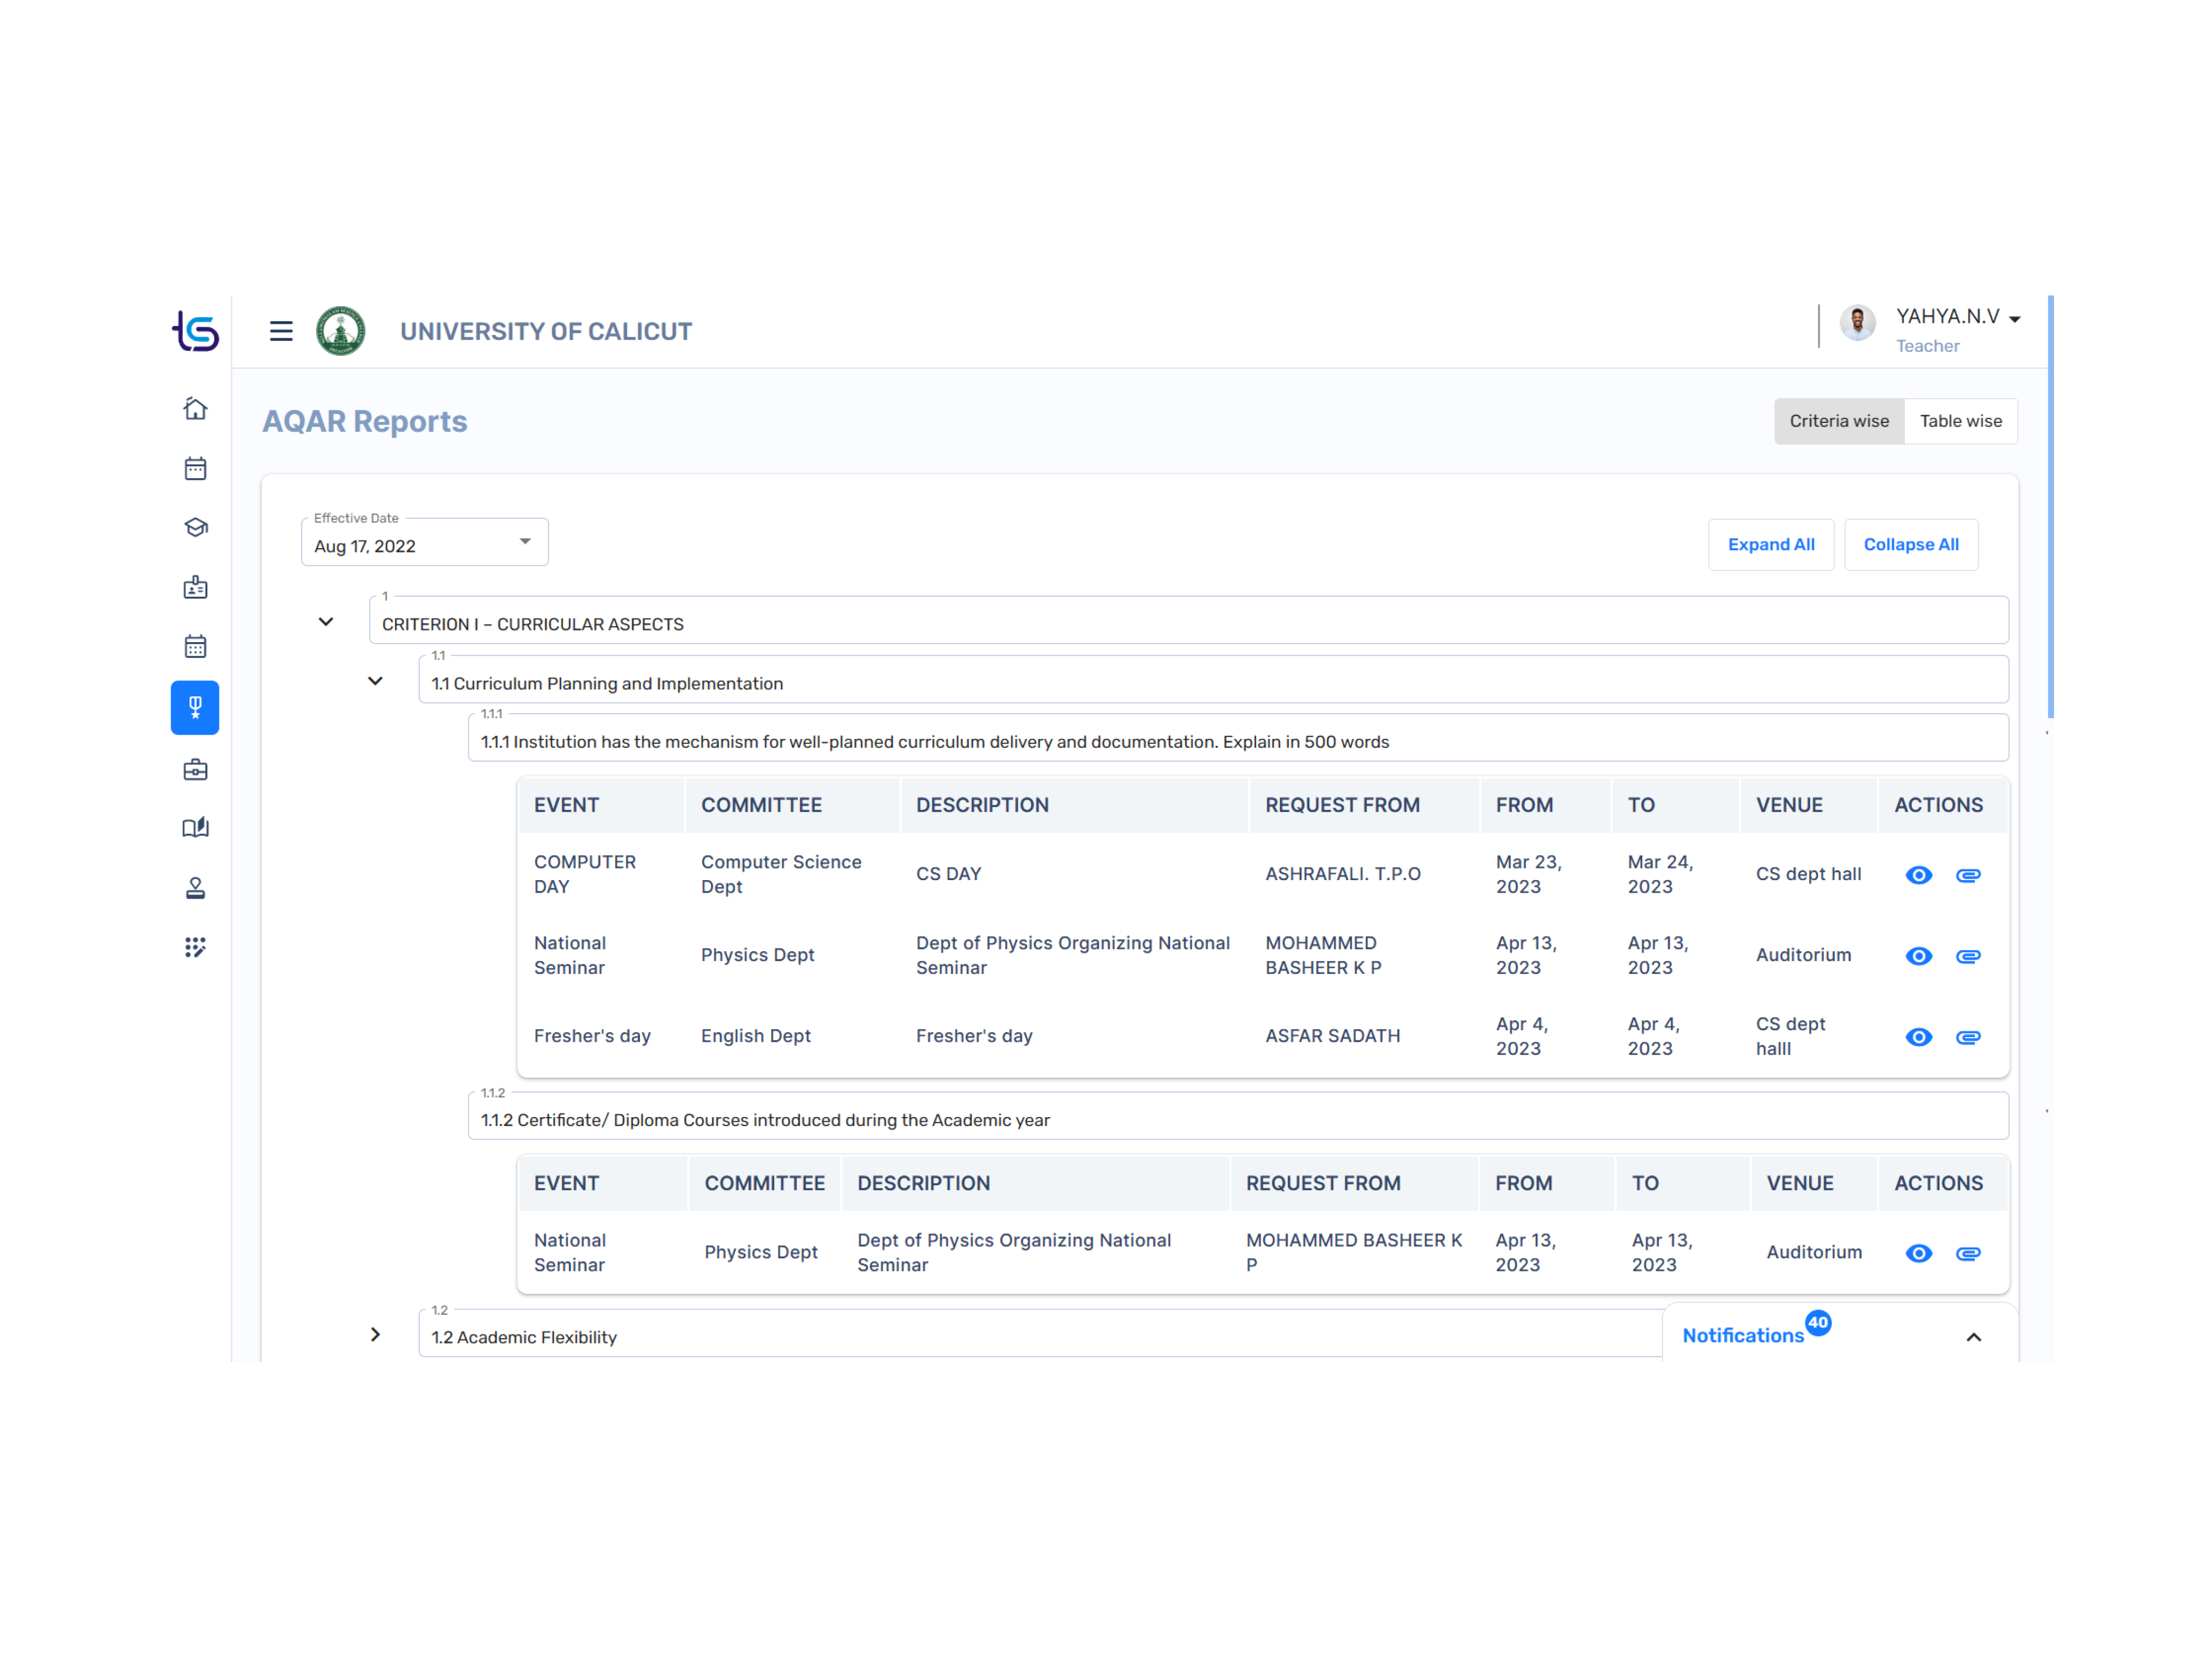 ts
UNIVERSITY OF CALICUT
YAHYA.N.V
Teacher
AQAR Reports
Criteria wise
Table wise
Effective Date
Aug 17, 2022
Expand All
Collapse All
1
CRITERION I – CURRICULAR ASPECTS
1.1
1.1 Curriculum Planning and Implementation
1.1.1
1.1.1 Institution has the mechanism for well-planned curriculum delivery and documentation. Explain in 500 words
EVENT COMMITTEE DESCRIPTION REQUEST FROM FROM TO VENUE ACTIONS
COMPUTER Computer Science Mar 23, Mar 24,
CS DAY ASHRAFALI. T.P.O CS dept hall
DAY Dept 2023 2023
National Dept of Physics Organizing National MOHAMMED Apr 13, Apr 13,
Physics Dept Auditorium
Seminar Seminar BASHEER K P 2023 2023
Apr 4, Apr 4, CS dept
Fresher's day English Dept Fresher's day ASFAR SADATH
2023 2023 halll
1.1.2
1.1.2 Certificate/ Diploma Courses introduced during the Academic year
EVENT COMMITTEE DESCRIPTION REQUEST FROM FROM TO VENUE ACTIONS
National Dept of Physics Organizing National MOHAMMED BASHEER K Apr 13, Apr 13,
Physics Dept Auditorium
Seminar Seminar P 2023 2023
1.2
1.2 Academic Flexibility
Notifications 40